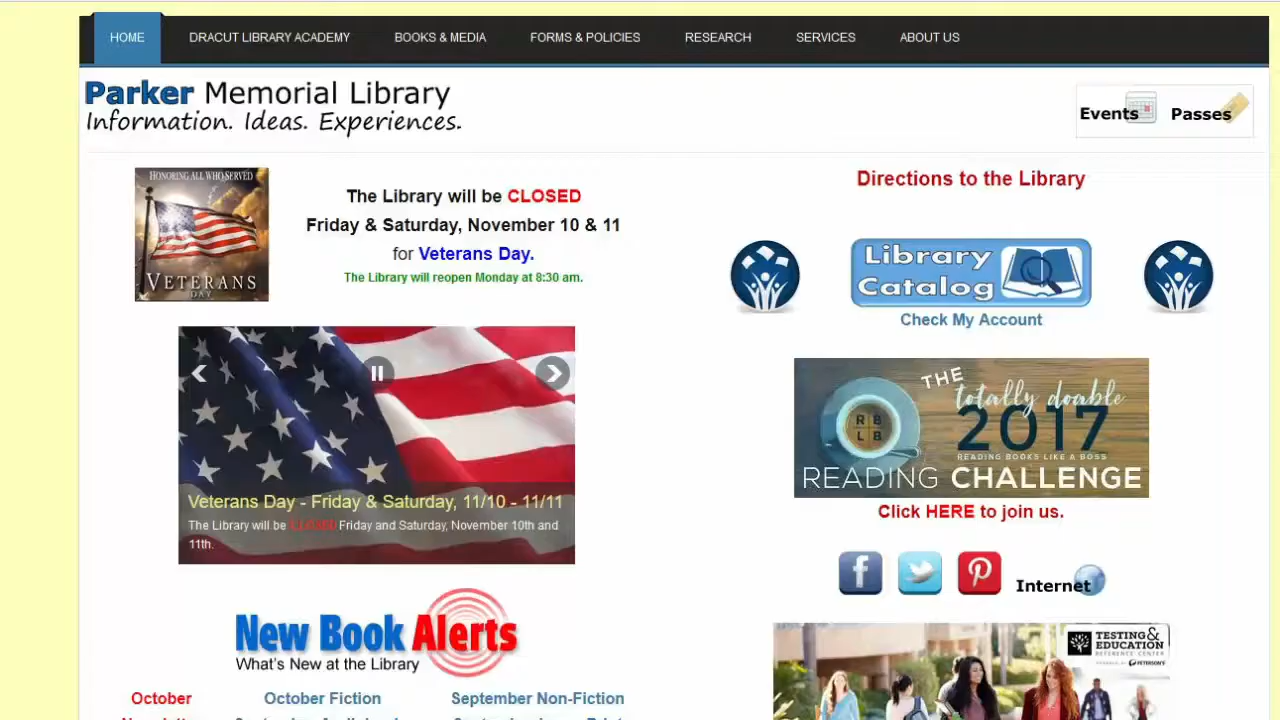 HOME DRACUT LIBRARY ACADEMY BOOKS & MEDIA FORMS & POLICIES RESEARCH SERVICES ABOUT US
Parker Memorial Library
Information. Ideas. Experiences.
Events Passes
HONORING ALL WHO SERVED
VETERANS
DAY
The Library will be CLOSED
Friday & Saturday, November 10 & 11
for Veterans Day.
The Library will reopen Monday at 8:30 am.
Veterans Day - Friday & Saturday, 11/10 - 11/11
The Library will be CLOSED Friday and Saturday, November 10th and
11th.
New Book Alerts
What's New at the Library
October October Fiction September Non-Fiction
Directions to the Library
Library
Catalog
Check My Account
RB
LB
THE
totally doable
2017
READING BOOKS LIKE A BOSS
READING CHALLENGE
Click HERE to join us.
Internet
TESTING &
EDUCATION
REFERENCE CENTER
PETERSON'S